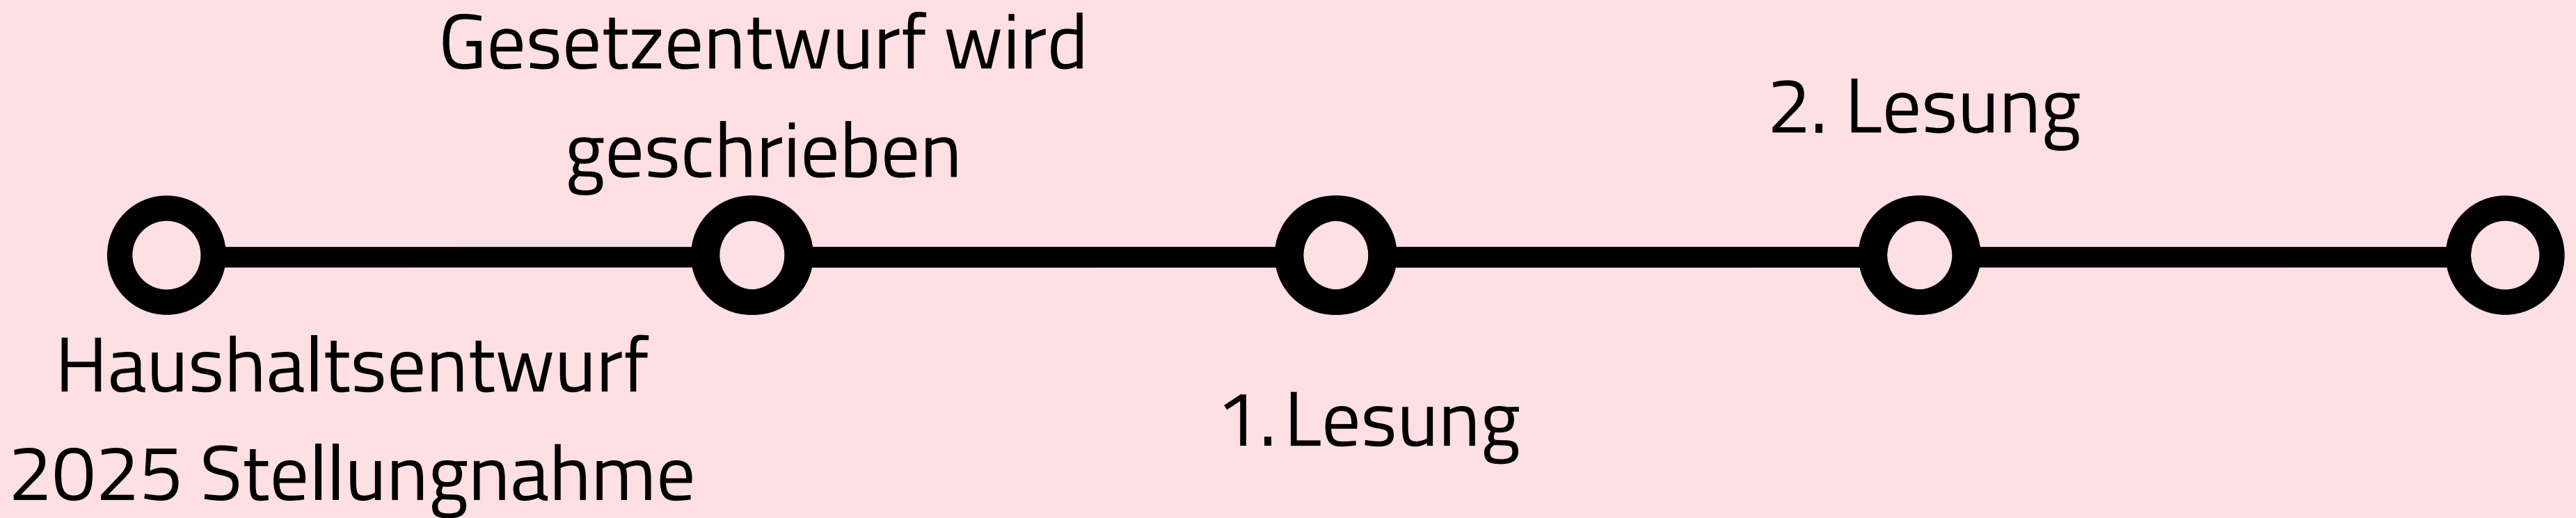 Gesetzentwurf wird
geschrieben
2. Lesung
Haushaltsentwurf
2025 Stellungnahme
1. Lesung